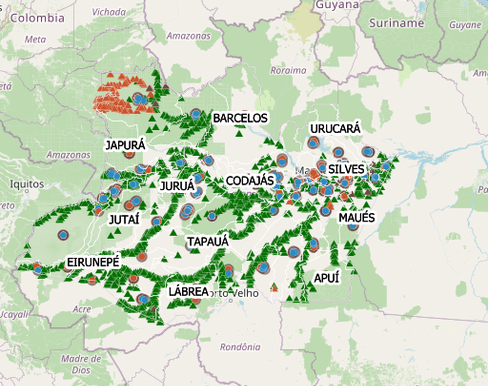 Colombia
Meta
Japurá
Amazonas
Guyana
Suriname
Guyane
Roraima
BARCELOS
URUCARÁ
JAPURÁ
Amazonas
SILVES
Iquitos
JURUÁ
CODAJÁS
JUTAÍ
MAUÉS
TAPAUÁ
EIRUNEPÉ
APUÍ
LÁBREA
Porto Velho
Acre
Ucayali
Rondônia
Madre de
Dios